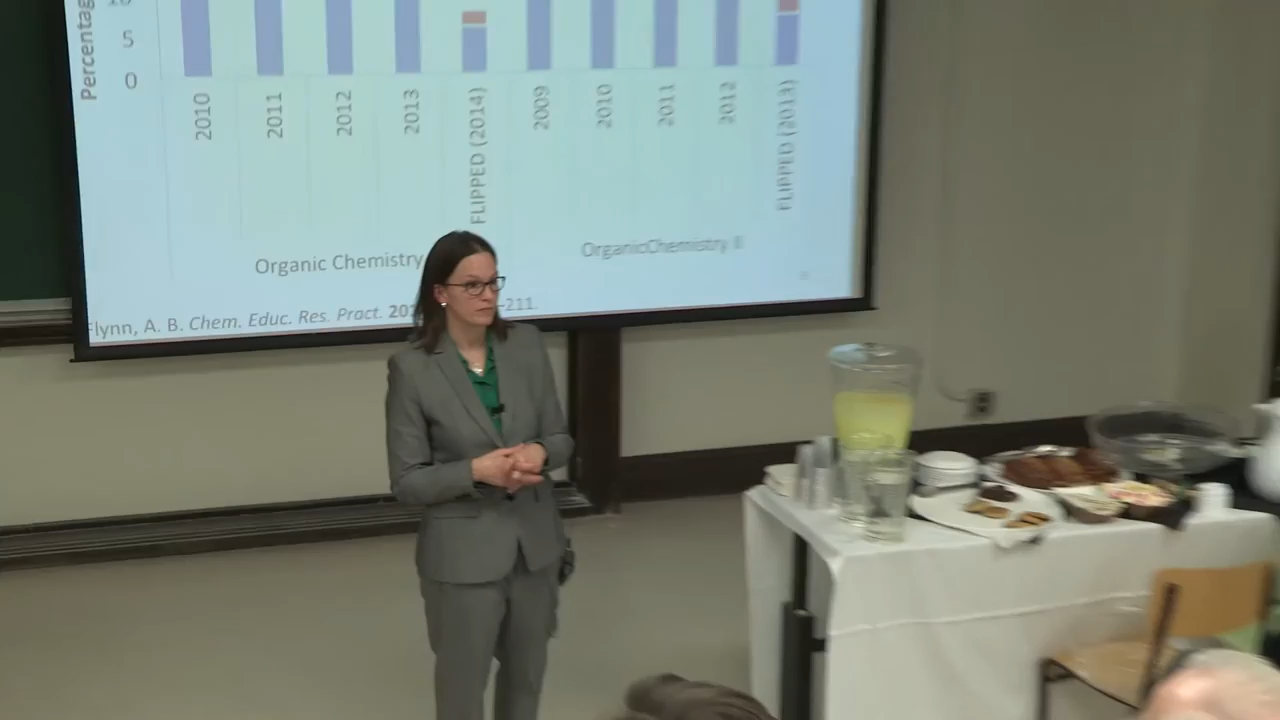 Percentag
5
0
2010
2011
2012
2013
FLIPPED (2014)
2009
2010
2011
2012
FLIPPED (2013)
Organic Chemistry
OrganicChemistry II
Flynn, A. B. Chem. Educ. Res. Pract. 201 -211.